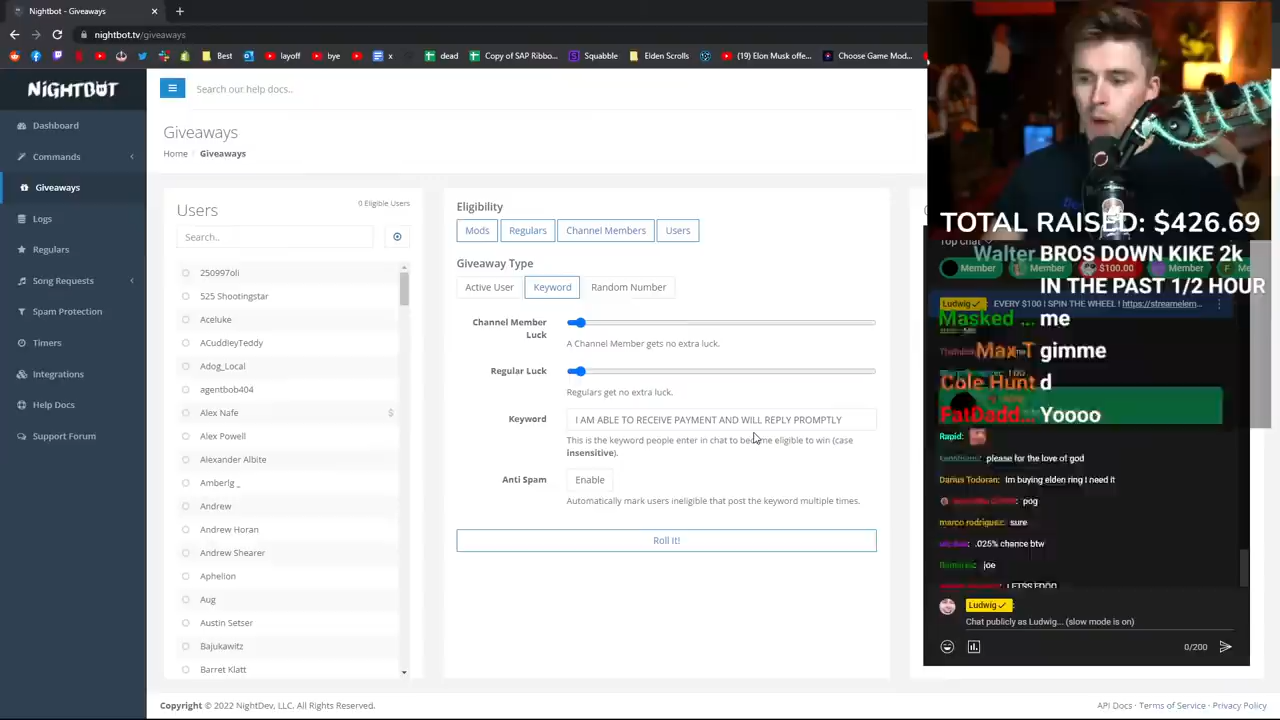 Nightbot - Giveaways
nightbot.tv/giveaways
Best
layoff
bye
x
dead
Copy of SAP Ribbo...
Squabble
Elden Scrolls
(19) Elon Musk offe...
Choose Game Mod...
NIGHTBOT
Search our help docs..
Dashboard
Commands
Giveaways
Logs
Regulars
Song Requests
Spam Protection
Timers
Integrations
Help Docs
Support Forum
Giveaways
Home / Giveaways
Users
0 Eligible Users
Search..
250997oli
525 Shootingstar
Aceluke
ACuddleyTeddy
Adog_Local
agentbob404
Alex Nafe
$
Alex Powell
Alexander Albite
Amberlg _
Andrew
Andrew Horan
Andrew Shearer
Aphelion
Aug
Austin Setser
Bajukawitz
Barret Klatt
Eligibility
Mods
Regulars
Channel Members
Users
Giveaway Type
Active User
Keyword
Random Number
Channel Member
Luck
A Channel Member gets no extra luck.
Regular Luck
Regulars get no extra luck.
Keyword
I AM ABLE TO RECEIVE PAYMENT AND WILL REPLY PROMPTLY
This is the keyword people enter in chat to become eligible to win (case
insensitive).
Anti Spam
Enable
Automatically mark users ineligible that post the keyword multiple times.
Roll It!
TOTAL RAISED: $426.69
Top chat
Member
Member
$100.00
Member
F Me
Walter BROS DOWN KIKE 2k
IN THE PAST 1/2 HOUR
Ludwig EVERY $100 I SPIN THE WHEEL ! https://streamelem...
Masked ... me
Max T gimme
Cole Hunt d
FatDadd... Yoooo
Rapid:
please for the love of god
Darius Todoran: Im buying elden ring I need it
pog
marco rodriguez: sure
.025% chance btw
joe
LETSS FOOO
Ludwig
Chat publicly as Ludwig... (slow mode is on)
0/200
Copyright © 2022 NightDev, LLC. All Rights Reserved.
API Docs · Terms of Service · Privacy Policy